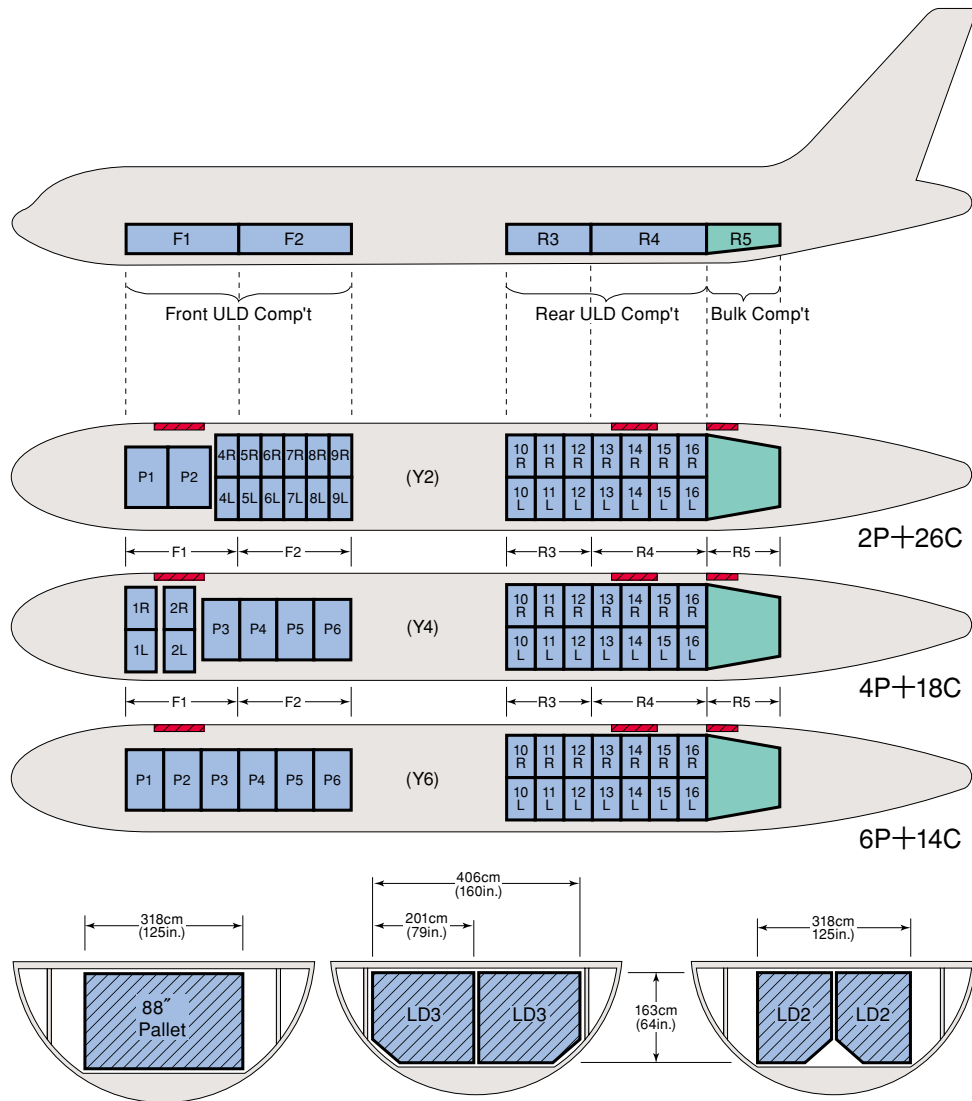 F1 F2 R3 R4 R5
Front ULD Comp't Rear ULD Comp't Bulk Comp't
4R 5R 6R 7R 8R 9R
P1 P2
4L 5L 6L 7L 8L 9L
(Y2)
10 11 12 13 14 15 16
R R R R R R R
10 11 12 13 14 15 16
L L L L L L L
2P+26C
F1 F2 R3 R4 R5
1R 2R
P3 P4 P5 P6
1L 2L
(Y4)
10 11 12 13 14 15 16
R R R R R R R
10 11 12 13 14 15 16
L L L L L L L
4P+18C
F1 F2 R3 R4 R5
P1 P2 P3 P4 P5 P6
(Y6)
10 11 12 13 14 15 16
R R R R R R R
10 11 12 13 14 15 16
L L L L L L L
6P+14C
318cm
(125in.)
88″
Pallet
406cm
(160in.)
201cm
(79in.)
LD3 LD3
163cm
(64in.)
318cm
125in.)
LD2 LD2